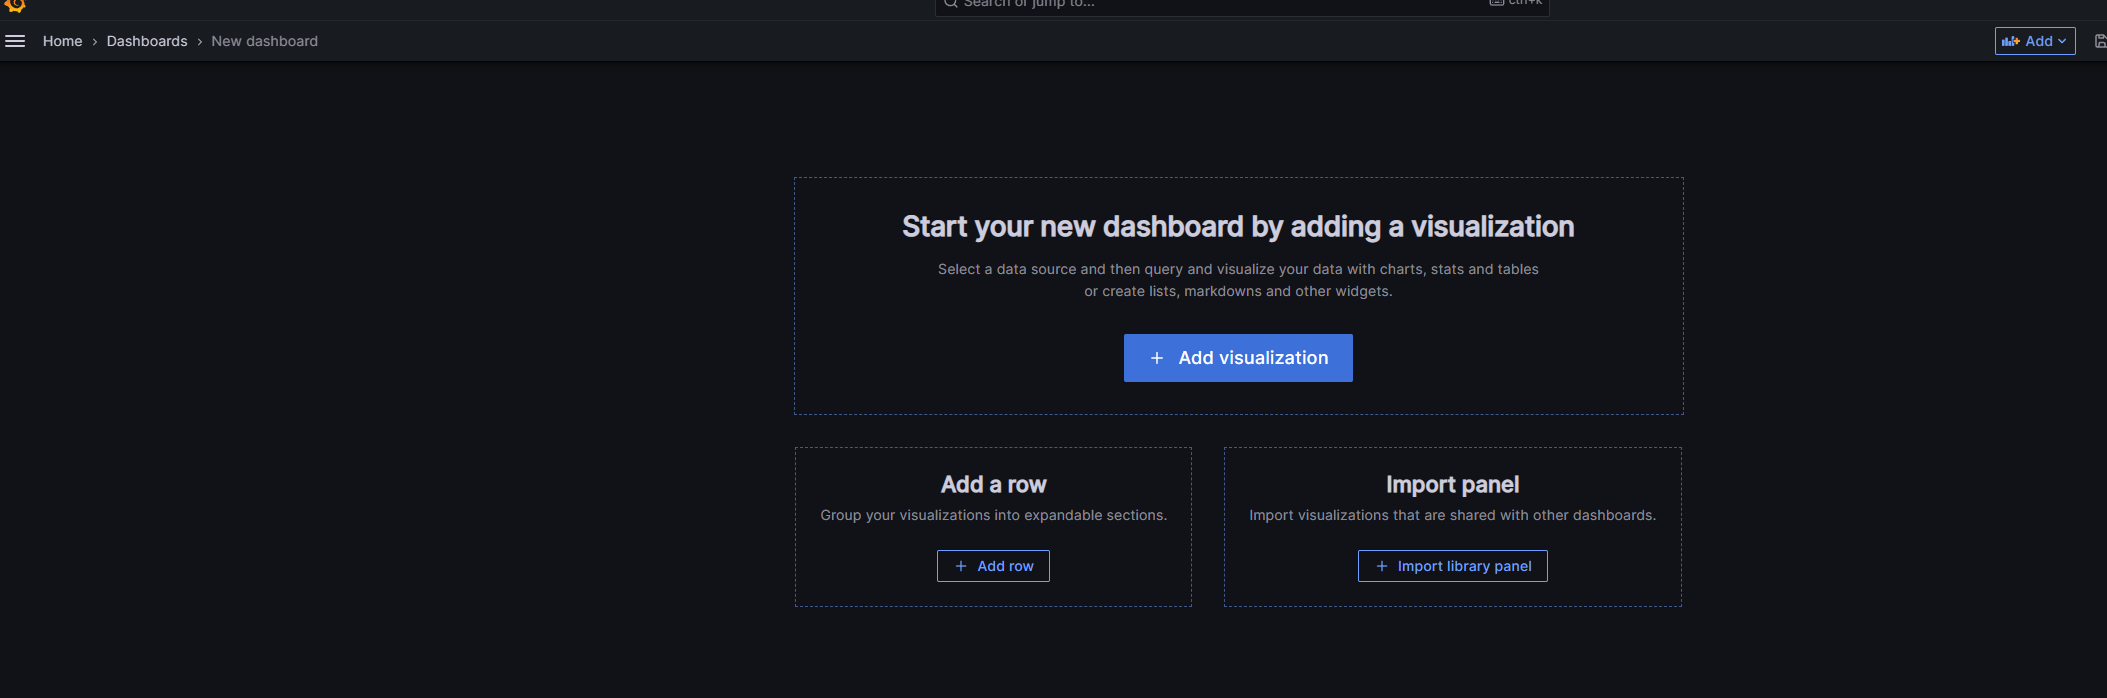 Search or jump to...
ctrl+k
Home › Dashboards › New dashboard
Add
Start your new dashboard by adding a visualization
Select a data source and then query and visualize your data with charts, stats and tables
or create lists, markdowns and other widgets.
+ Add visualization
Add a row
Group your visualizations into expandable sections.
+ Add row
Import panel
Import visualizations that are shared with other dashboards.
+ Import library panel